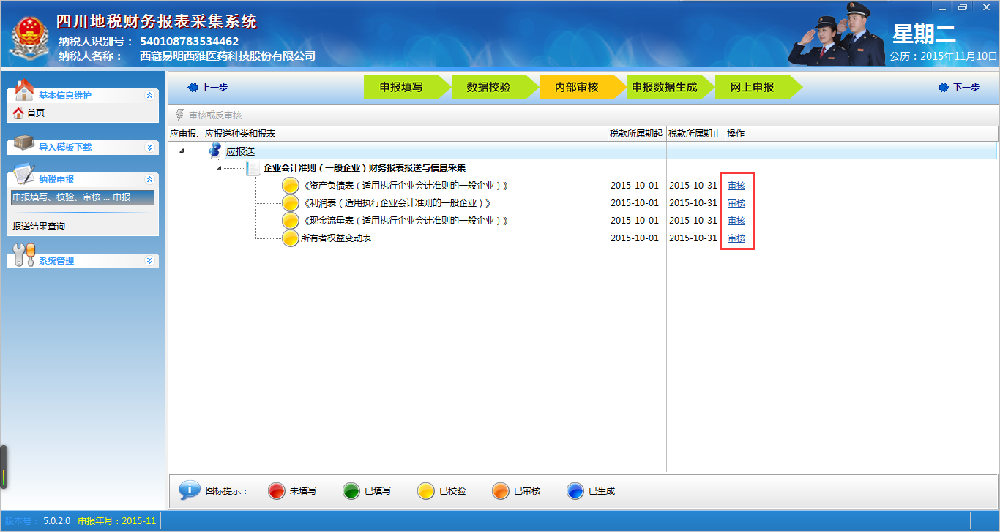 四川地税财务报表采集系统
纳税人识别号： 540108783534462
纳税人名称： 西藏易明西雅医药科技股份有限公司
星期二
公历：2015年11月10日
基本信息维护
首页
导入模板下载
纳税申报
申报填写、校验、审核 ... 申报
报送结果查询
系统管理
上一步 申报填写 数据校验 内部审核 申报数据生成 网上申报 下一步
审核或反审核
应申报、应报送种类和报表 税款所属期起 税款所属期止 操作
应报送
企业会计准则（一般企业）财务报表报送与信息采集
《资产负债表（适用执行企业会计准则的一般企业）》 2015-10-01 2015-10-31 审核
《利润表（适用执行企业会计准则的一般企业）》 2015-10-01 2015-10-31 审核
《现金流量表（适用执行企业会计准则的一般企业）》 2015-10-01 2015-10-31 审核
所有者权益变动表 2015-10-01 2015-10-31 审核
图标提示： 未填写 已填写 已校验 已审核 已生成
版本号： 5.0.2.0 申报年月：2015-11